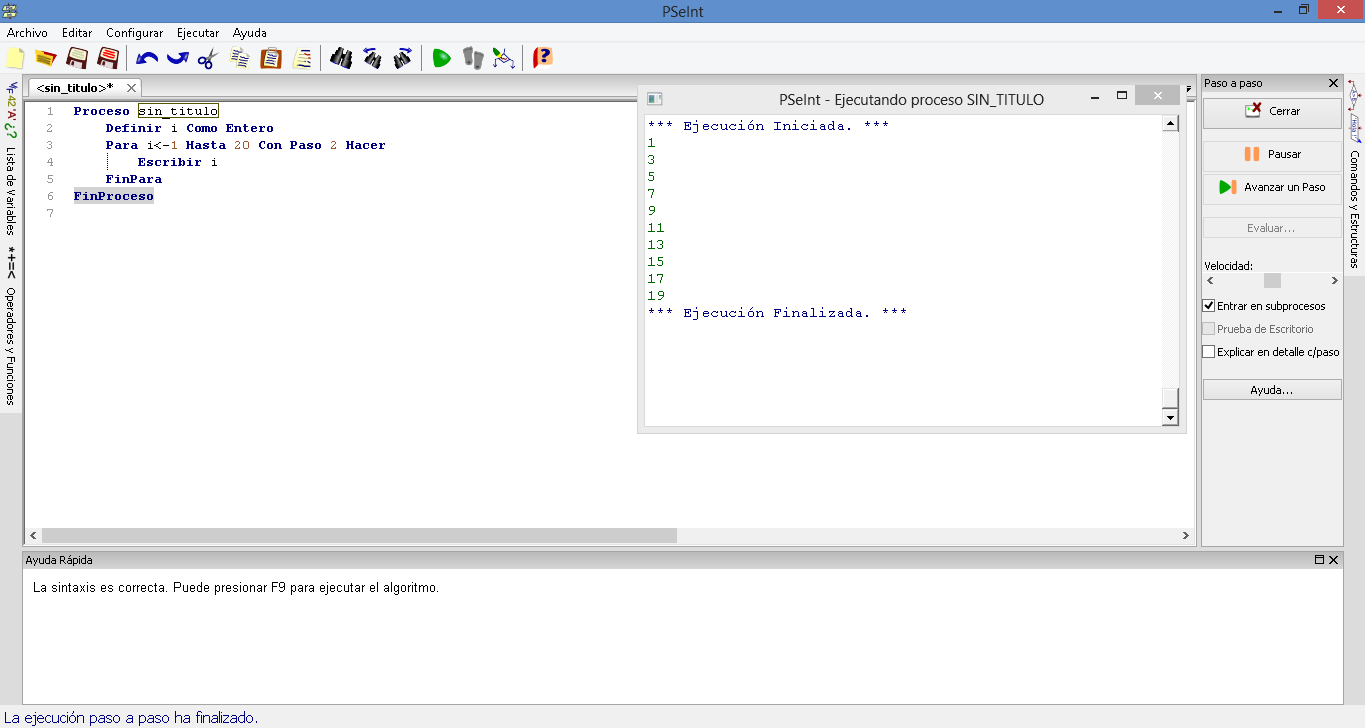 PSeInt
Archivo Editar Configurar Ejecutar Ayuda
<sin_titulo>*
1 Proceso sin_titulo
2 Definir i Como Entero
3 Para i<-1 Hasta 20 Con Paso 2 Hacer
4 Escribir i
5 FinPara
6 FinProceso
7
PSeInt - Ejecutando proceso SIN_TITULO
*** Ejecución Iniciada. ***
1
3
5
7
9
11
13
15
17
19
*** Ejecución Finalizada. ***
Paso a paso
Cerrar
Pausar
Avanzar un Paso
Evaluar...
Velocidad:
Entrar en subprocesos
Prueba de Escritorio
Explicar en detalle c/paso
Ayuda...
42 'A' ¿?
Lista de Variables
*+=<
Operadores y Funciones
Comandos y Estructuras
Ayuda Rápida
La sintaxis es correcta. Puede presionar F9 para ejecutar el algoritmo.
La ejecución paso a paso ha finalizado.